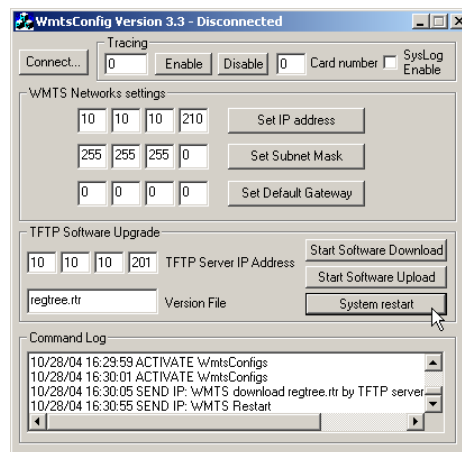 WmtsConfig Version 3.3 - Disconnected
Tracing
Connect... 0 Enable Disable 0 Card number SysLog Enable
WMTS Networks settings
10 10 10 210 Set IP address
255 255 255 0 Set Subnet Mask
0 0 0 0 Set Default Gateway
TFTP Software Upgrade
10 10 10 201 TFTP Server IP Address
Start Software Download
Start Software Upload
regtree.rtr Version File System restart
Command Log
10/28/04 16:29:59 ACTIVATE WmtsConfigs
10/28/04 16:30:01 ACTIVATE WmtsConfigs
10/28/04 16:30:05 SEND IP: WMTS download regtree.rtr by TFTP server
10/28/04 16:30:55 SEND IP: WMTS Restart